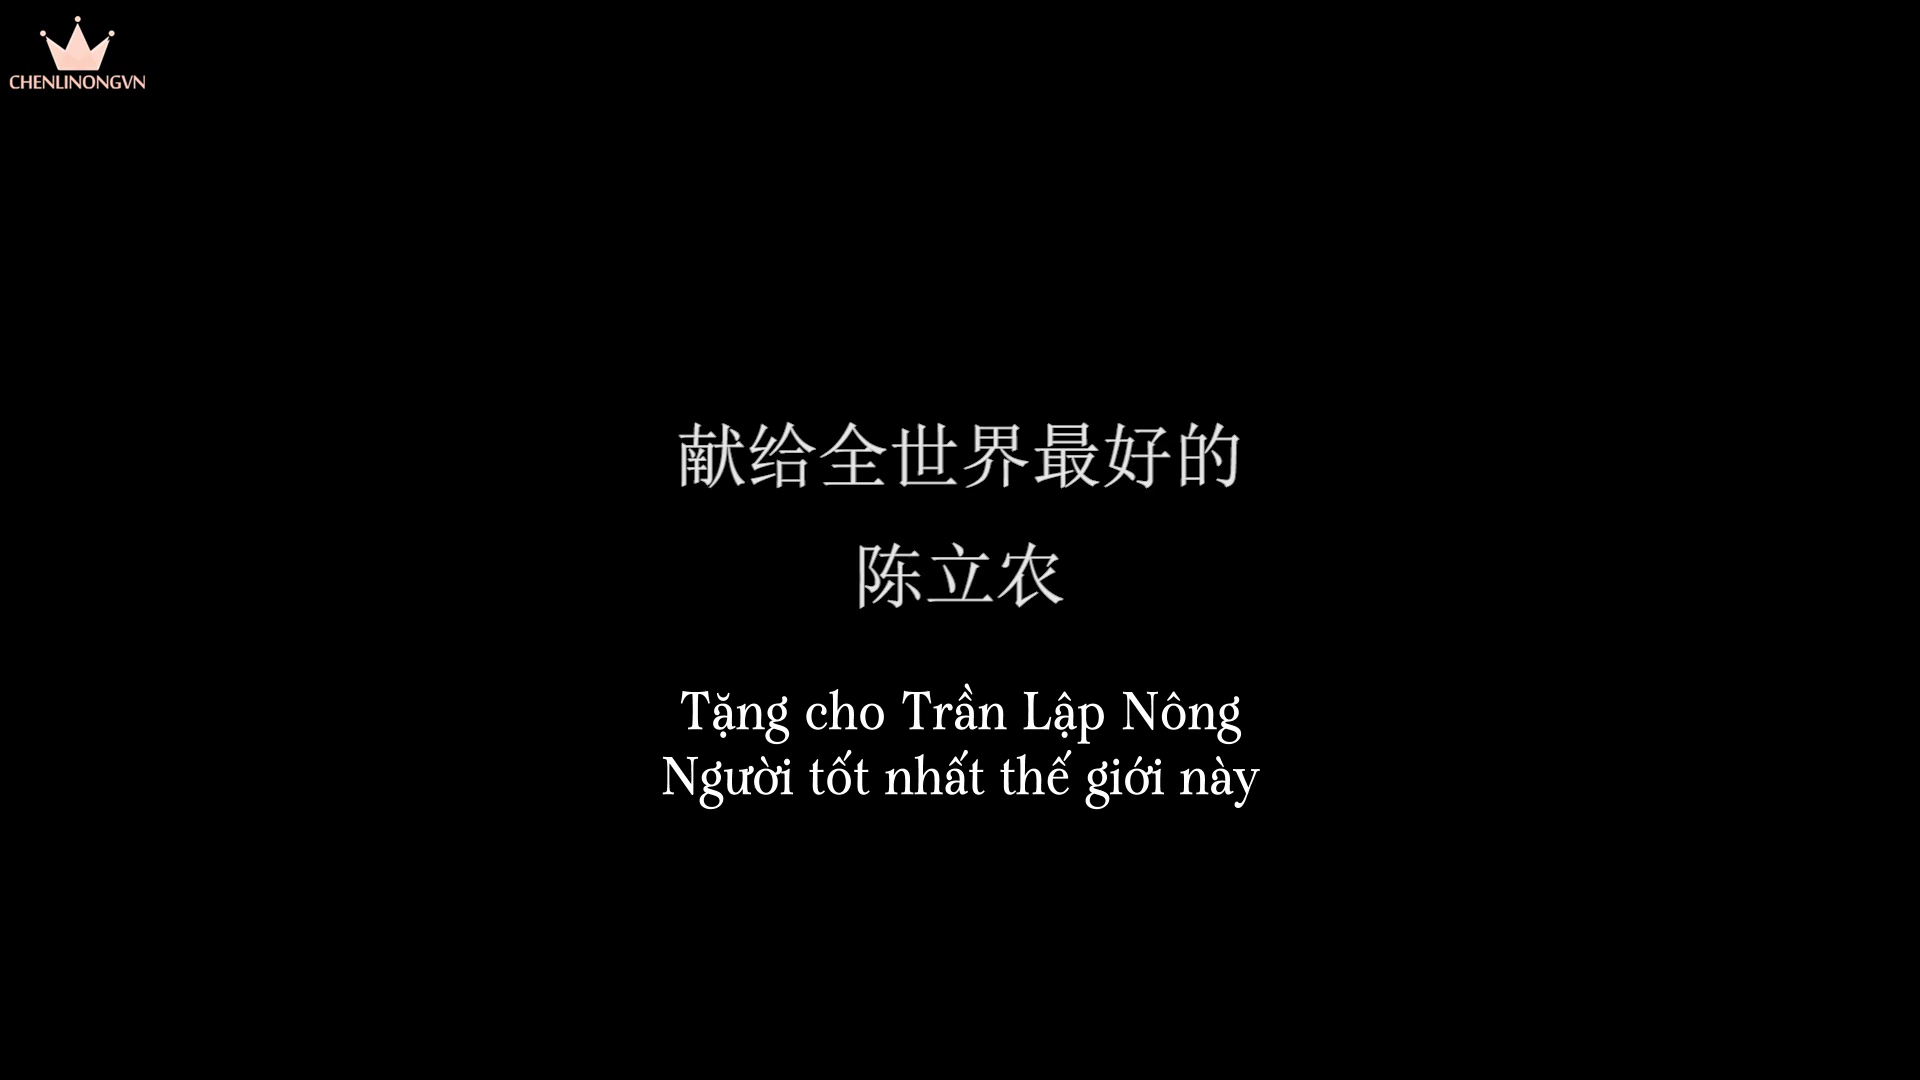 CHENLINONGVN
献给全世界最好的
陈立农
Tặng cho Trần Lập Nông
Người tốt nhất thế giới này